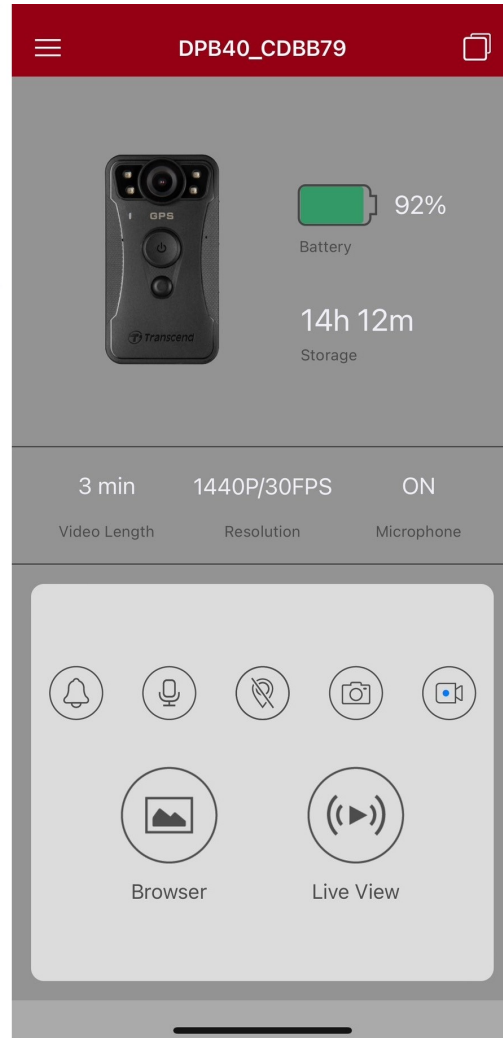 DPB40_CDBB79
GPS
Transcend
92%
Battery
14h 12m
Storage
3 min 1440P/30FPS ON
Video Length Resolution Microphone
Browser Live View